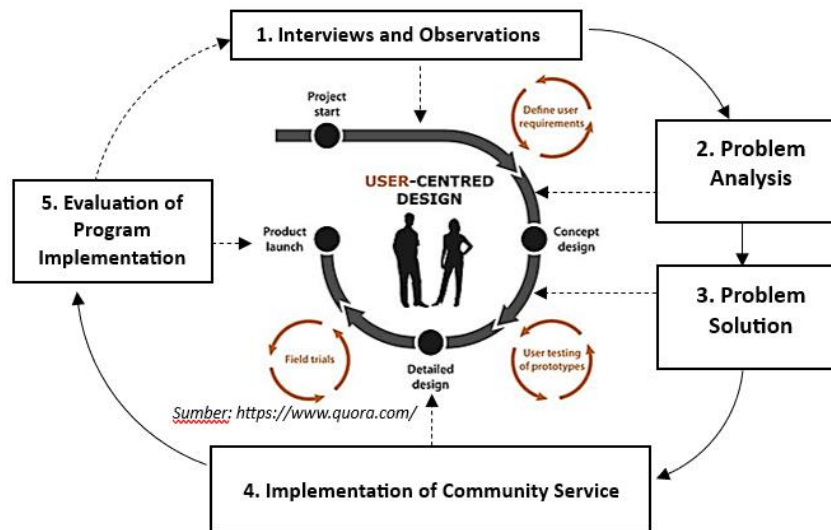 1. Interviews and Observations
Project
start
Define user
requirements
2. Problem
Analysis
USER-CENTRED
DESIGN
5. Evaluation of
Program
Implementation
Product
launch
Concept
design
3. Problem
Solution
Field trials
Detailed
design
User testing
of prototypes
Sumber: https://www.quora.com/
4. Implementation of Community Service